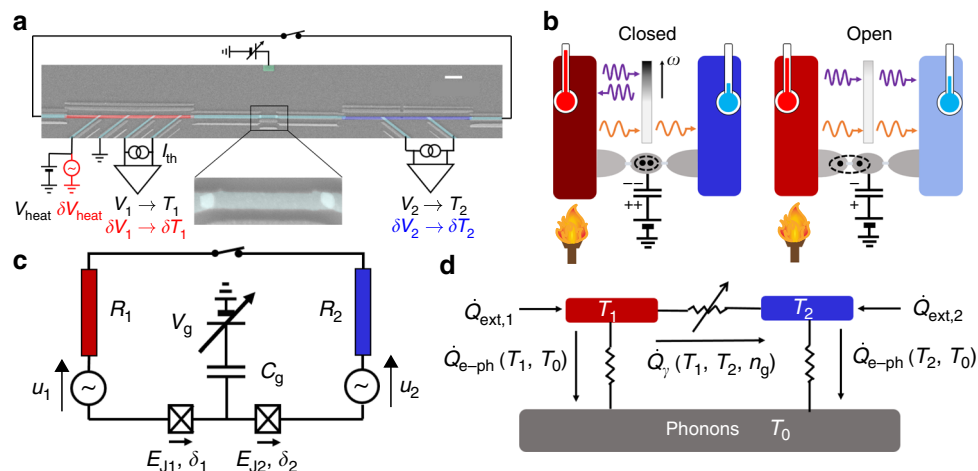 a
I_th
V_heat δV_heat
V_1 → T_1
δV_1 → δT_1
V_2 → T_2
δV_2 → δT_2
b
Closed
Open
ω
− −
++
−
+
c
R_1
R_2
V_g
C_g
u_1
u_2
E_J1, δ_1
E_J2, δ_2
d
Q̇_ext,1
T_1
T_2
Q̇_ext,2
Q̇_e–ph (T_1, T_0)
Q̇_γ (T_1, T_2, n_g)
Q̇_e–ph (T_2, T_0)
Phonons T_0